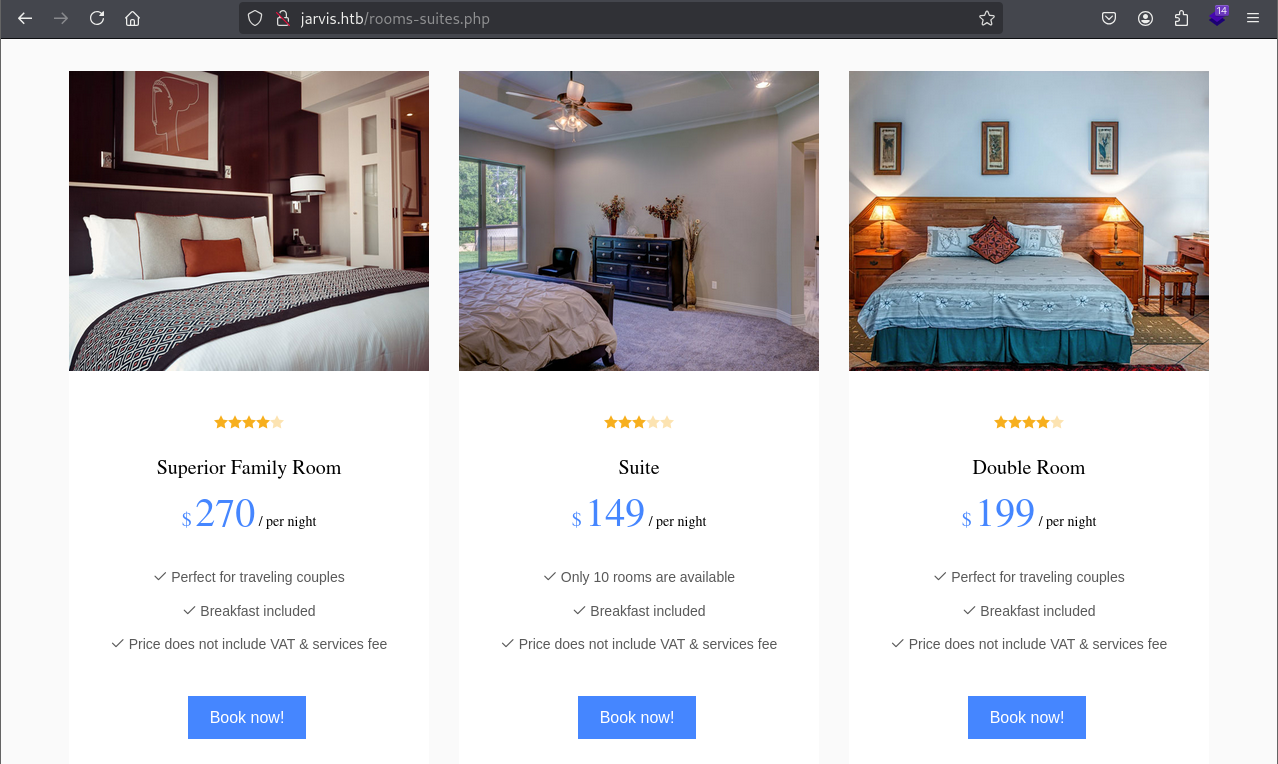 14
jarvis.htb/rooms-suites.php
Superior Family Room
$ 270 / per night
Perfect for traveling couples
Breakfast included
Price does not include VAT & services fee
Book now!
Suite
$ 149 / per night
Only 10 rooms are available
Breakfast included
Price does not include VAT & services fee
Book now!
Double Room
$ 199 / per night
Perfect for traveling couples
Breakfast included
Price does not include VAT & services fee
Book now!